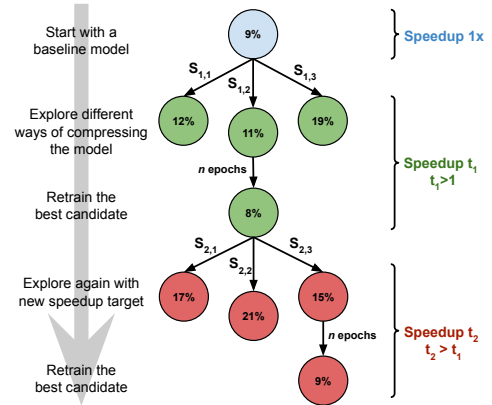 Start with a
baseline model
9%
Speedup 1x
S1,1
S1,2
S1,3
Explore different
ways of compressing
the model
12%
11%
19%
Speedup t1
t1>1
n epochs
Retrain the
best candidate
8%
S2,1
S2,2
S2,3
Explore again with
new speedup target
17%
21%
15%
Speedup t2
t2 > t1
n epochs
Retrain the
best candidate
9%